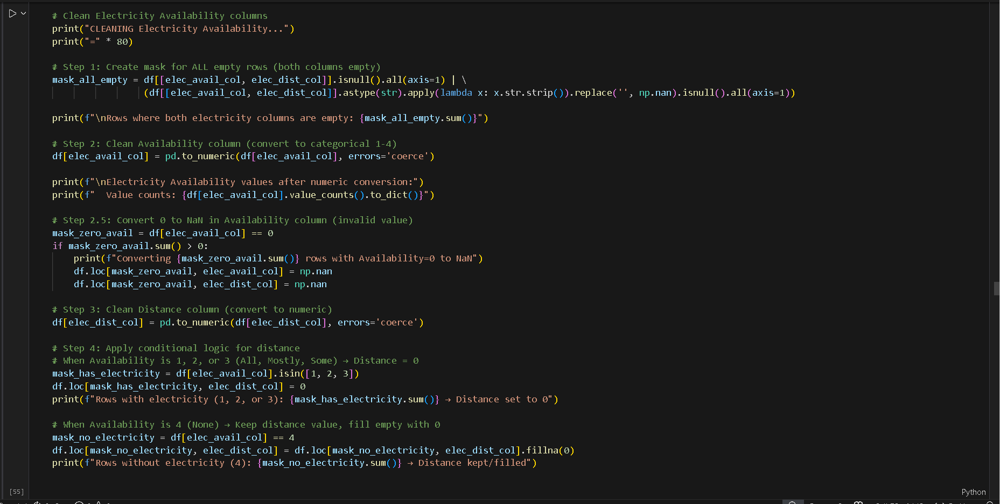 # Clean Electricity Availability columns
print("CLEANING Electricity Availability...")
print("=" * 80)
# Step 1: Create mask for ALL empty rows (both columns empty)
mask_all_empty = df[[elec_avail_col, elec_dist_col]].isnull().all(axis=1) | \
(df[[elec_avail_col, elec_dist_col]].astype(str).apply(lambda x: x.str.strip()).replace('', np.nan).isnull().all(axis=1))
print(f"\nRows where both electricity columns are empty: {mask_all_empty.sum()}")
# Step 2: Clean Availability column (convert to categorical 1-4)
df[elec_avail_col] = pd.to_numeric(df[elec_avail_col], errors='coerce')
print(f"\nElectricity Availability values after numeric conversion:")
print(f"  Value counts: {df[elec_avail_col].value_counts().to_dict()}")
# Step 2.5: Convert 0 to NaN in Availability column (invalid value)
mask_zero_avail = df[elec_avail_col] == 0
if mask_zero_avail.sum() > 0:
print(f"Converting {mask_zero_avail.sum()} rows with Availability=0 to NaN")
df.loc[mask_zero_avail, elec_avail_col] = np.nan
df.loc[mask_zero_avail, elec_dist_col] = np.nan
# Step 3: Clean Distance column (convert to numeric)
df[elec_dist_col] = pd.to_numeric(df[elec_dist_col], errors='coerce')
# Step 4: Apply conditional logic for distance
# When Availability is 1, 2, or 3 (All, Mostly, Some) → Distance = 0
mask_has_electricity = df[elec_avail_col].isin([1, 2, 3])
df.loc[mask_has_electricity, elec_dist_col] = 0
print(f"Rows with electricity (1, 2, or 3): {mask_has_electricity.sum()} → Distance set to 0")
# When Availability is 4 (None) → Keep distance value, fill empty with 0
mask_no_electricity = df[elec_avail_col] == 4
df.loc[mask_no_electricity, elec_dist_col] = df.loc[mask_no_electricity, elec_dist_col].fillna(0)
print(f"Rows without electricity (4): {mask_no_electricity.sum()} → Distance kept/filled")
[55]
Python